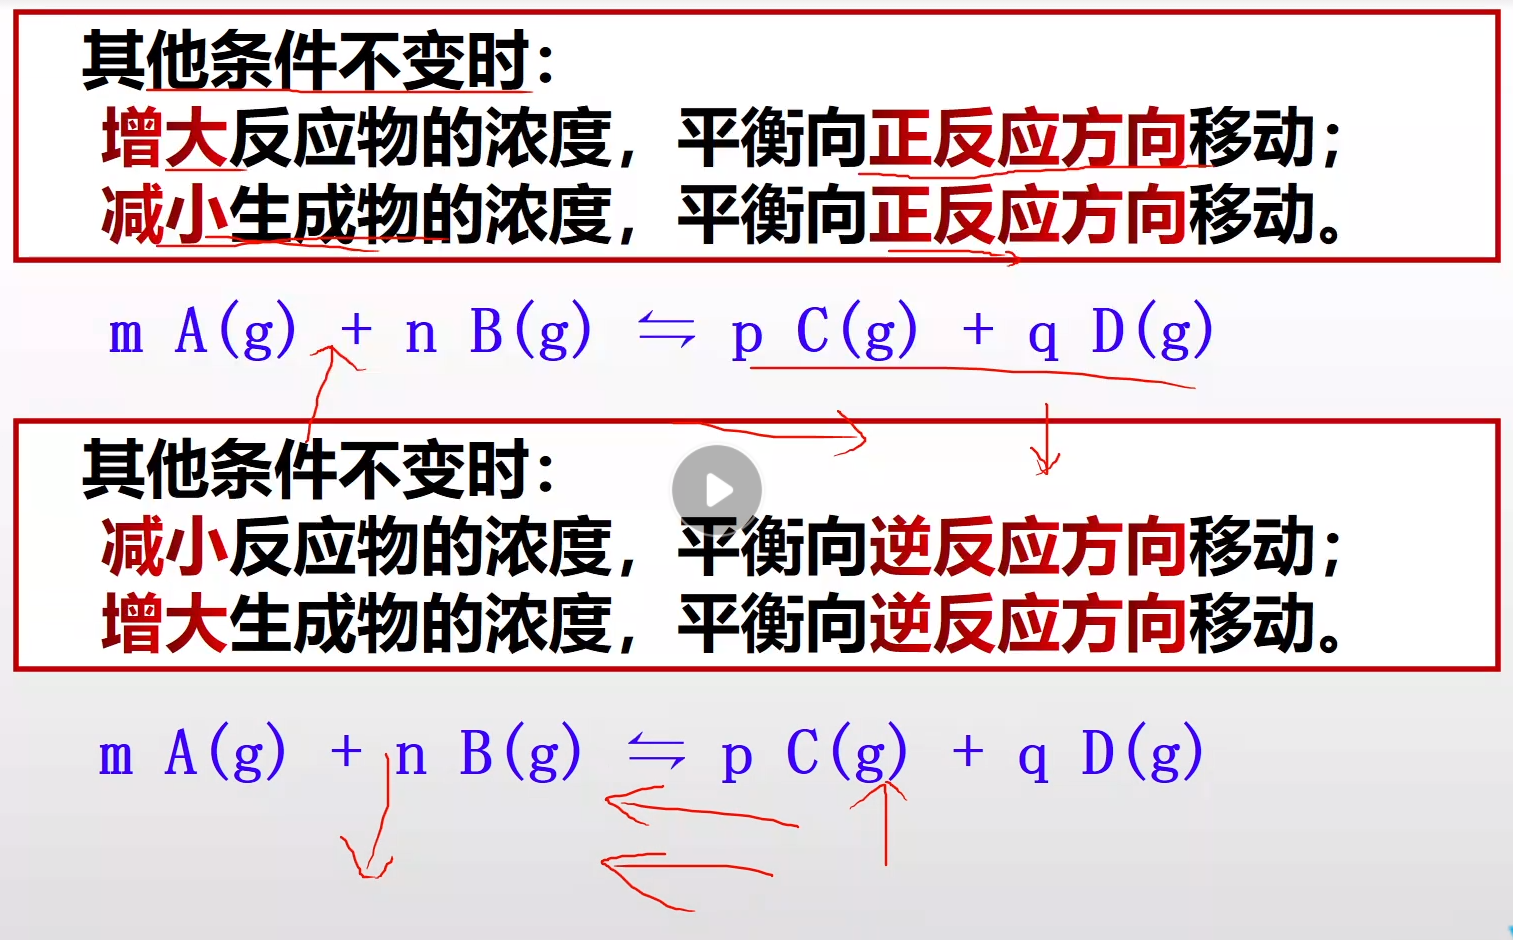 其他条件不变时：
增大反应物的浓度，平衡向正反应方向移动；
减小生成物的浓度，平衡向正反应方向移动。
m A(g) + n B(g) ⇋ p C(g) + q D(g)
其他条件不变时：
减小反应物的浓度，平衡向逆反应方向移动；
增大生成物的浓度，平衡向逆反应方向移动。
m A(g) + n B(g) ⇋ p C(g) + q D(g)